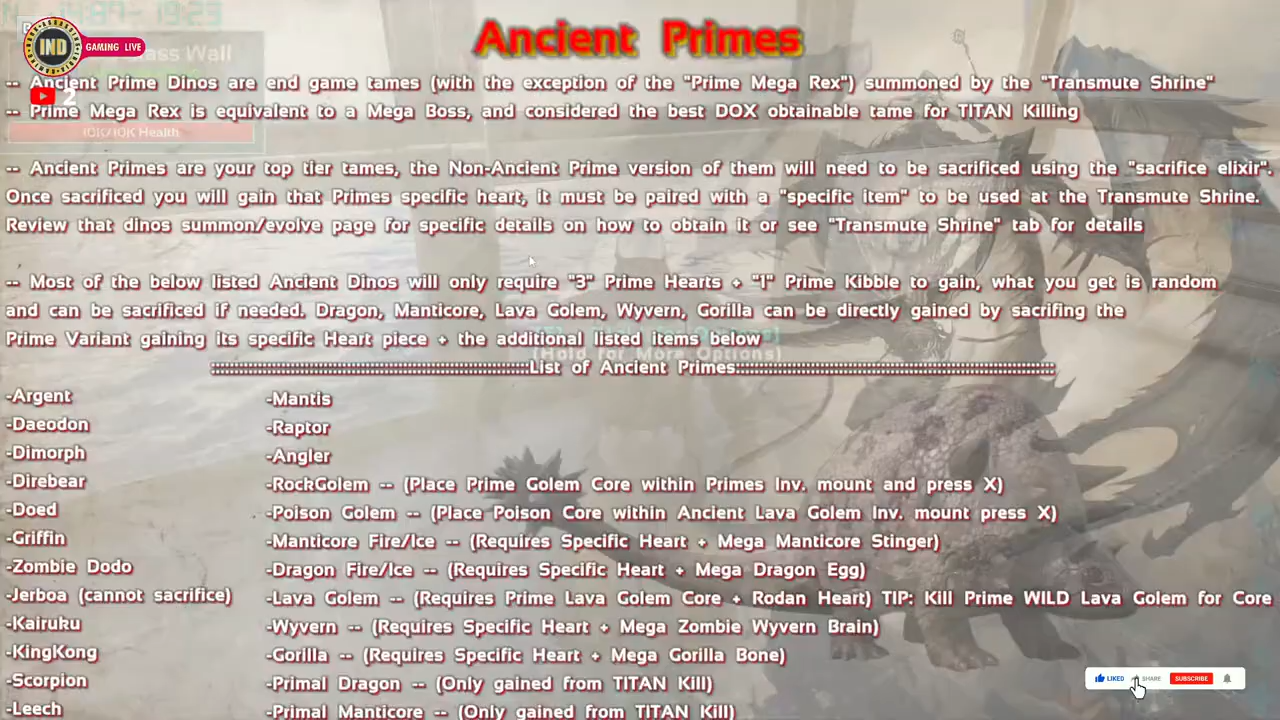 Ancient Primes
IND
GAMING LIVE
ass Wall
-- Ancient Prime Dinos are end game tames (with the exception of the "Prime Mega Rex") summoned by the "Transmute Shrine"
2
-- Prime Mega Rex is equivalent to a Mega Boss, and considered the best DOX obtainable tame for TITAN Killing
10K/10K Health
-- Ancient Primes are your top tier tames, the Non-Ancient Prime version of them will need to be sacrificed using the "sacrifice elixir".
Once sacrificed you will gain that Primes specific heart, it must be paired with a "specific item" to be used at the Transmute Shrine.
Review that dinos summon/evolve page for specific details on how to obtain it or see "Transmute Shrine" tab for details
-- Most of the below listed Ancient Dinos will only require "3" Prime Hearts + "1" Prime Kibble to gain, what you get is random
and can be sacrificed if needed. Dragon, Manticore, Lava Golem, Wyvern, Gorilla can be directly gained by sacrifing the
Prime Variant gaining its specific Heart piece + the additional listed items below
(Hold for More Options)
List of Ancient Primes
-Argent
-Daeodon
-Dimorph
-Direbear
-Doed
-Griffin
-Zombie Dodo
-Jerboa (cannot sacrifice)
-Kairuku
-KingKong
-Scorpion
-Leech
-Mantis
-Raptor
-Angler
-RockGolem -- (Place Prime Golem Core within Primes Inv. mount and press X)
-Poison Golem -- (Place Poison Core within Ancient Lava Golem Inv. mount press X)
-Manticore Fire/Ice -- (Requires Specific Heart + Mega Manticore Stinger)
-Dragon Fire/Ice -- (Requires Specific Heart + Mega Dragon Egg)
-Lava Golem -- (Requires Prime Lava Golem Core + Rodan Heart) TIP: Kill Prime WILD Lava Golem for Core
-Wyvern -- (Requires Specific Heart + Mega Zombie Wyvern Brain)
-Gorilla -- (Requires Specific Heart + Mega Gorilla Bone)
-Primal Dragon -- (Only gained from TITAN Kill)
-Primal Manticore -- (Only gained from TITAN Kill)
LIKED SHARE SUBSCRIBE